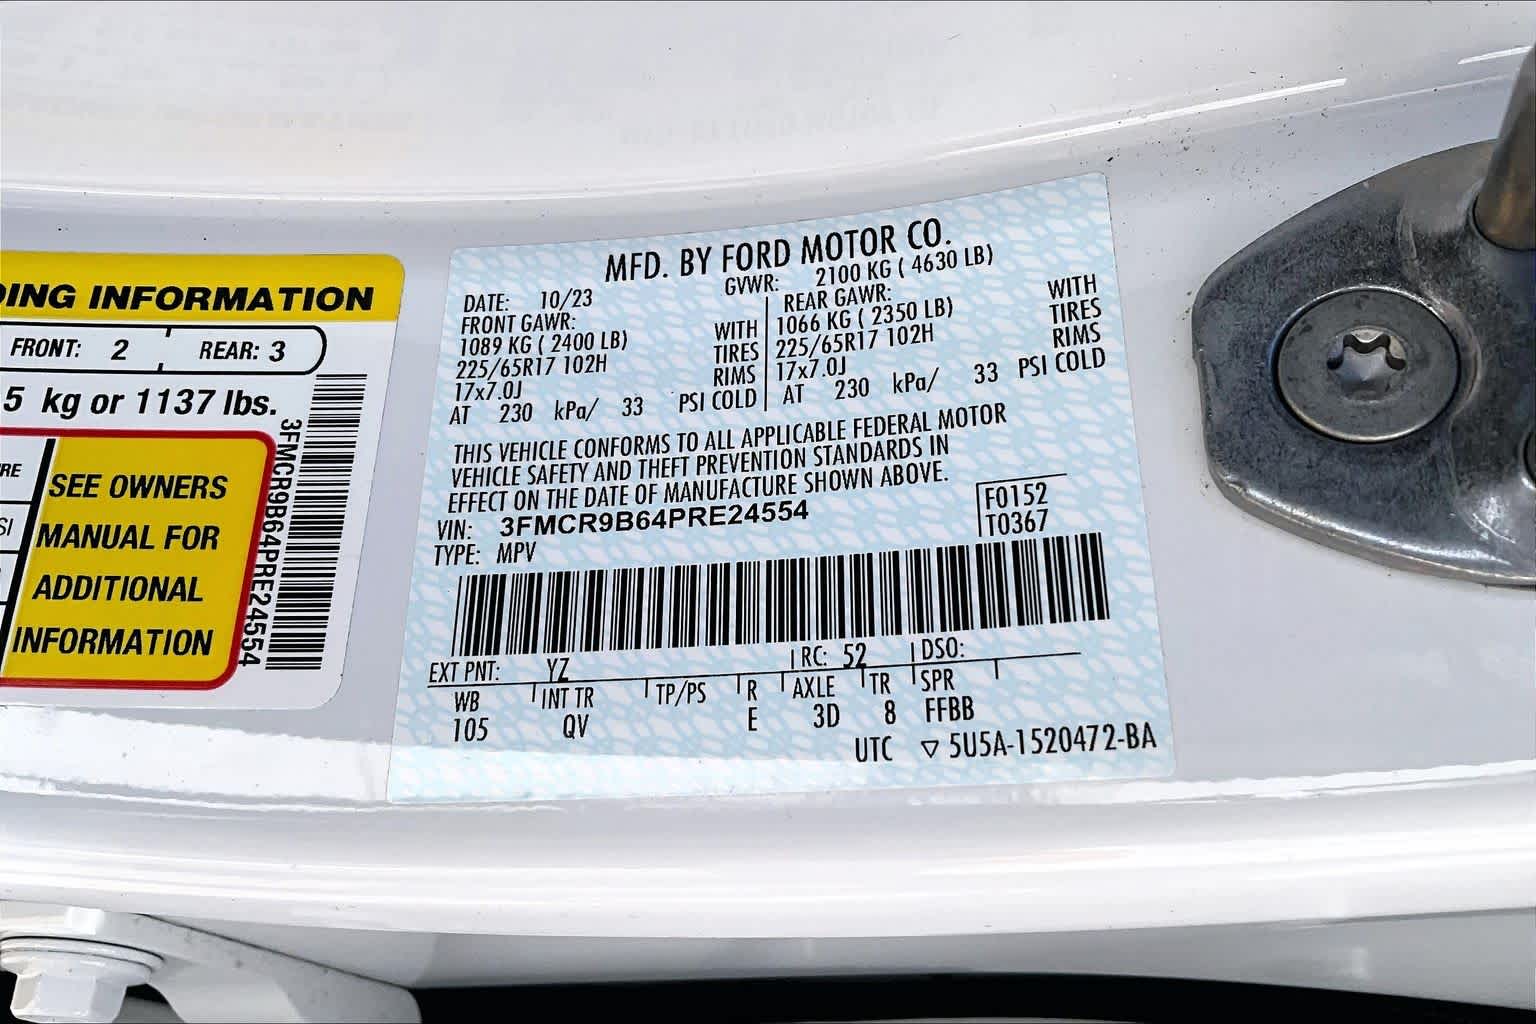 DING INFORMATION
FRONT: 2 REAR: 3
5 kg or 1137 lbs.
RE
SI
SEE OWNERS
MANUAL FOR
ADDITIONAL
INFORMATION
3FMCR9B64PRE24554
MFD. BY FORD MOTOR CO.
DATE: 10/23 GVWR: 2100 KG ( 4630 LB)
FRONT GAWR: REAR GAWR:
1089 KG ( 2400 LB) WITH 1066 KG ( 2350 LB) WITH
225/65R17 102H TIRES 225/65R17 102H TIRES
17x7.0J RIMS 17x7.0J RIMS
AT 230 kPa/ 33 PSI COLD AT 230 kPa/ 33 PSI COLD
THIS VEHICLE CONFORMS TO ALL APPLICABLE FEDERAL MOTOR
VEHICLE SAFETY AND THEFT PREVENTION STANDARDS IN
EFFECT ON THE DATE OF MANUFACTURE SHOWN ABOVE.
VIN: 3FMCR9B64PRE24554 F0152
TYPE: MPV T0367
EXT PNT: YZ RC: 52 DSO:
WB INT TR TP/PS R AXLE TR SPR
105 QV E 3D 8 FFBB
UTC ▽ 5U5A-1520472-BA